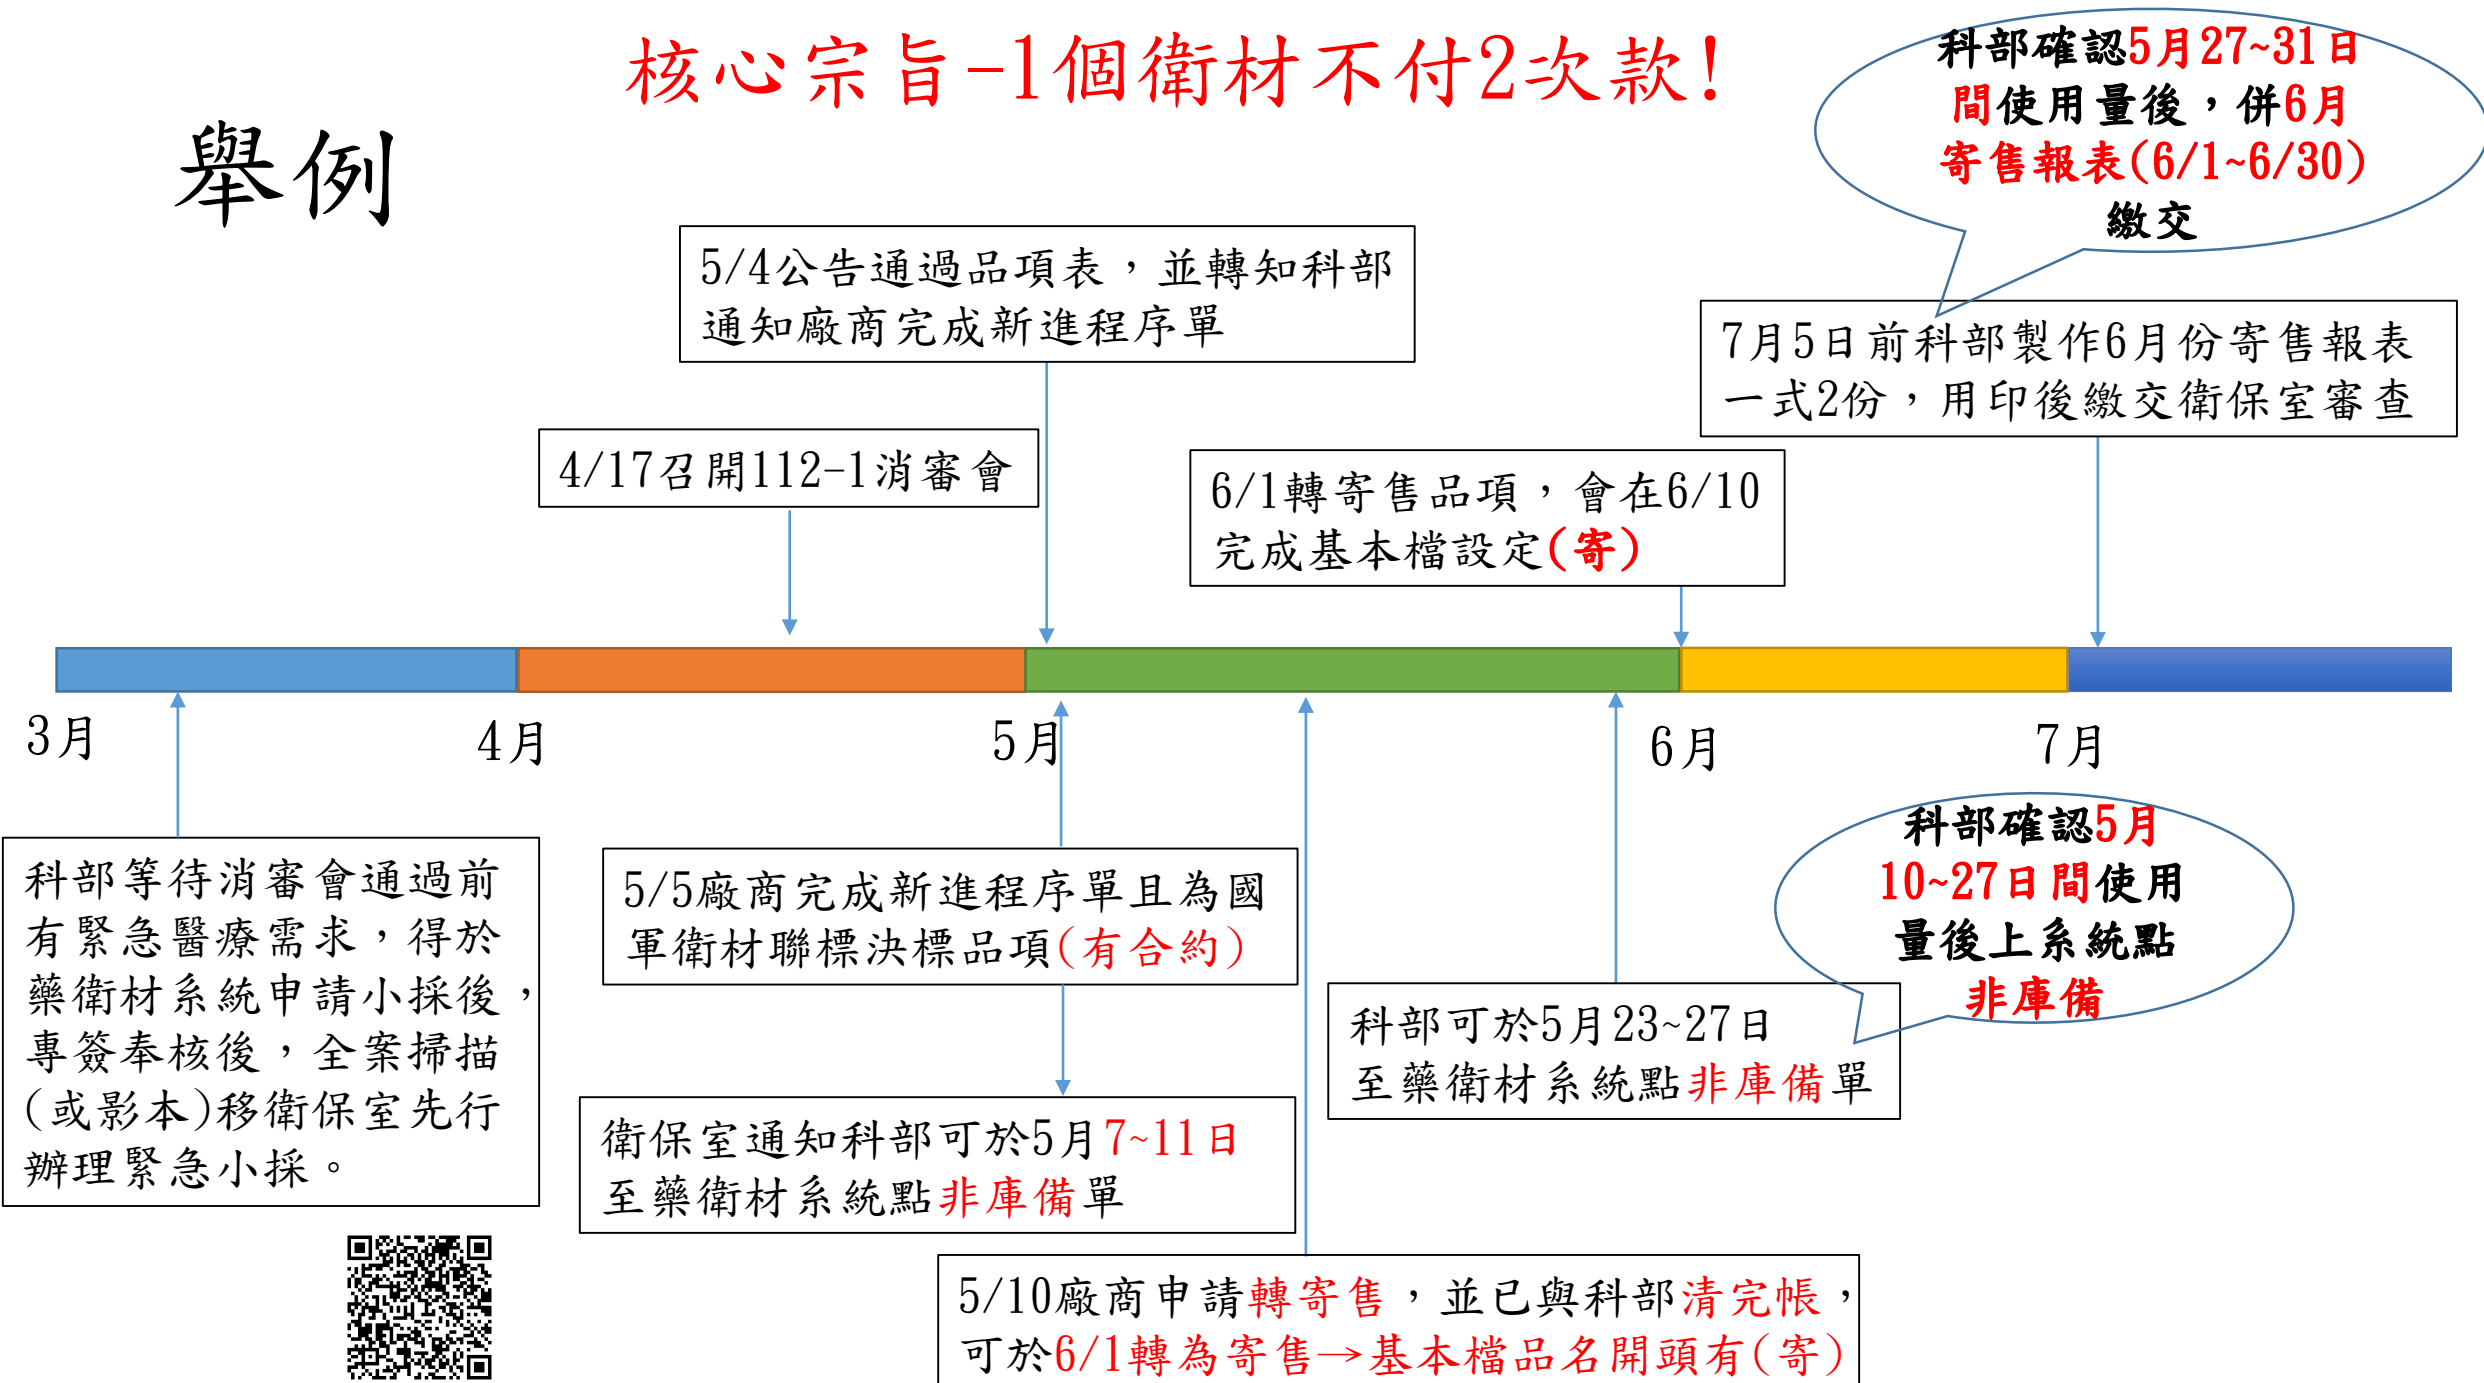 核心宗旨-1個衛材不付2次款!
舉例
科部確認5月27~31日
間使用量後，併6月
寄售報表(6/1~6/30)
繳交
5/4公告通過品項表，並轉知科部
通知廠商完成新進程序單
7月5日前科部製作6月份寄售報表
一式2份，用印後繳交衛保室審查
4/17召開112-1消審會
6/1轉寄售品項，會在6/10
完成基本檔設定(寄)
3月
4月
5月
6月
7月
科部等待消審會通過前
有緊急醫療需求，得於
藥衛材系統申請小採後，
專簽奉核後，全案掃描
(或影本)移衛保室先行
辦理緊急小採。
5/5廠商完成新進程序單且為國
軍衛材聯標決標品項(有合約)
科部確認5月
10~27日間使用
量後上系統點
非庫備
科部可於5月23~27日
至藥衛材系統點非庫備單
衛保室通知科部可於5月7~11日
至藥衛材系統點非庫備單
5/10廠商申請轉寄售，並已與科部清完帳，
可於6/1轉為寄售→基本檔品名開頭有(寄)